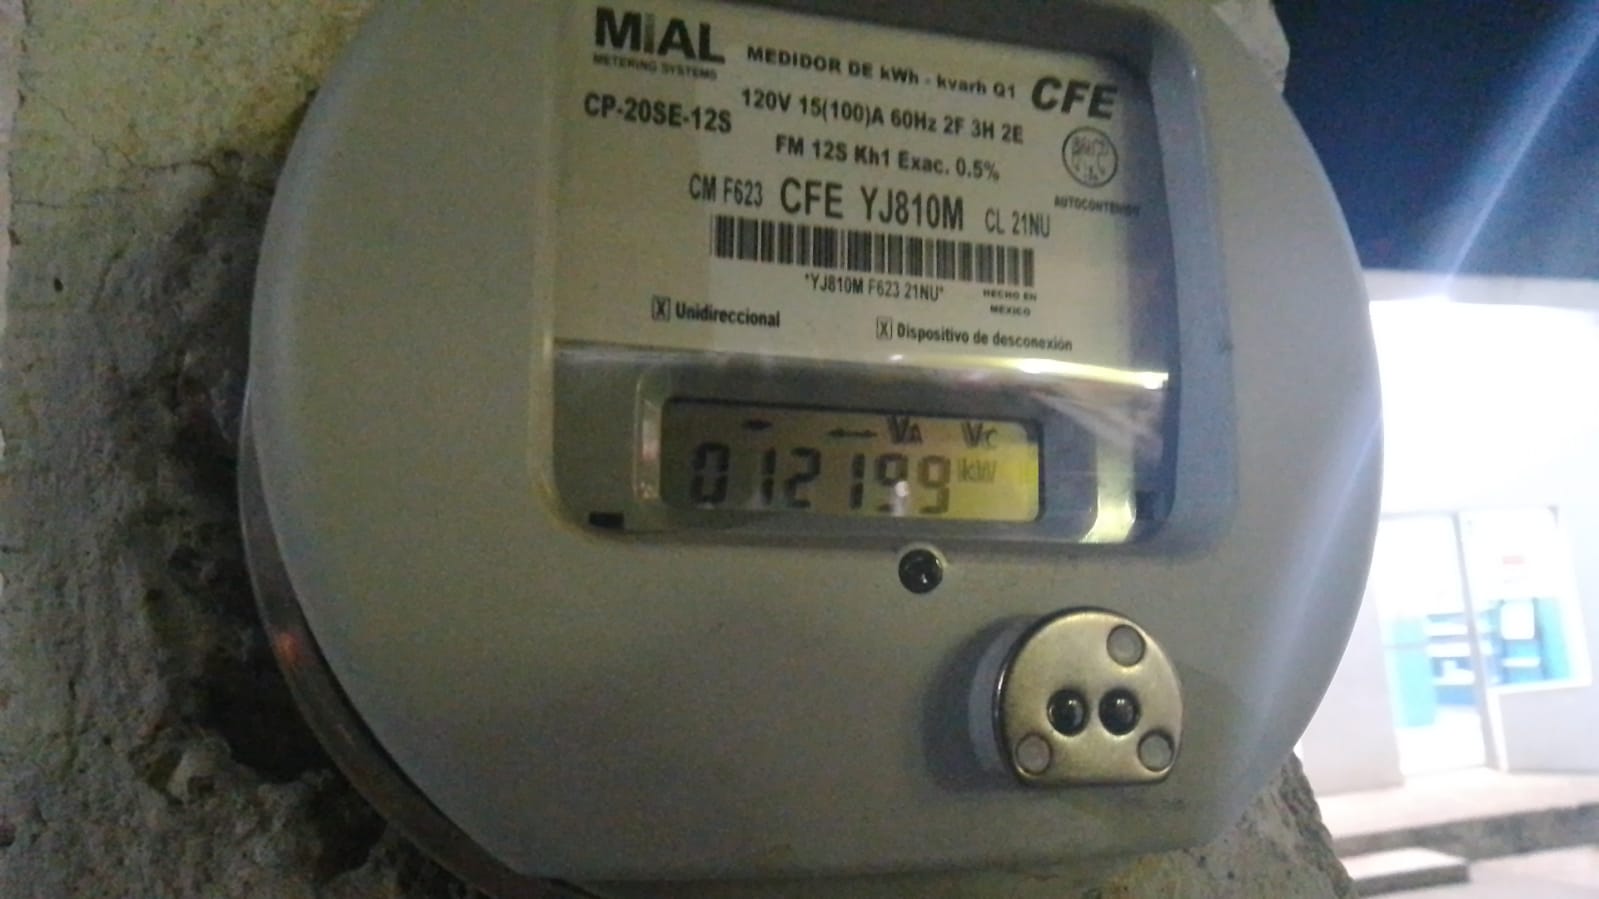 MIAL
METERING SYSTEMS
MEDIDOR DE kWh - kvarh Q1
CFE
CP-20SE-12S
120V 15(100)A 60Hz 2F 3H 2E
FM 12S Kh1 Exac. 0.5%
AUTOCONTENIDO
CM F623 CFE YJ810M CL 21NU
*YJ810M F623 21NU*
HECHO EN
MÉXICO
X Unidireccional
X Dispositivo de desconexión
VA VC
012199 kW